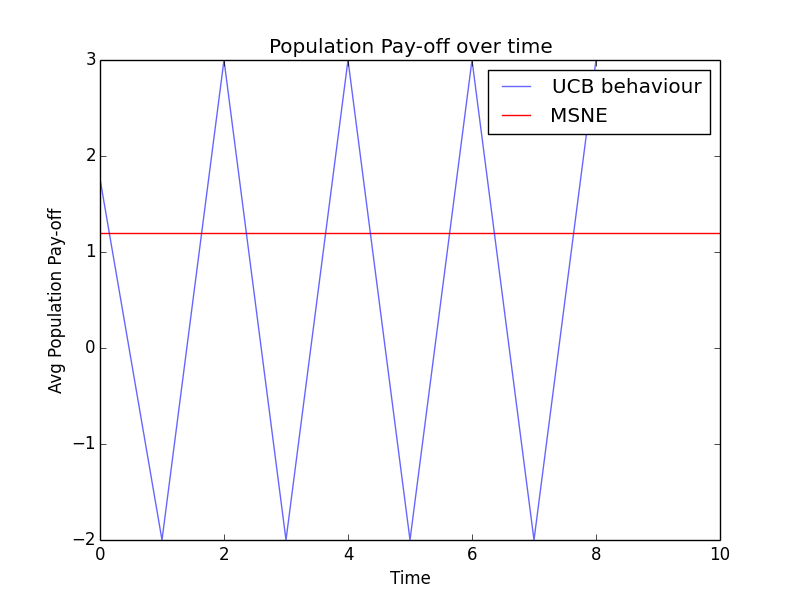 Population Pay-off over time
UCB behaviour
MSNE
Avg Population Pay-off
3
2
1
0
−1
−2
0 2 4 6 8 10
Time